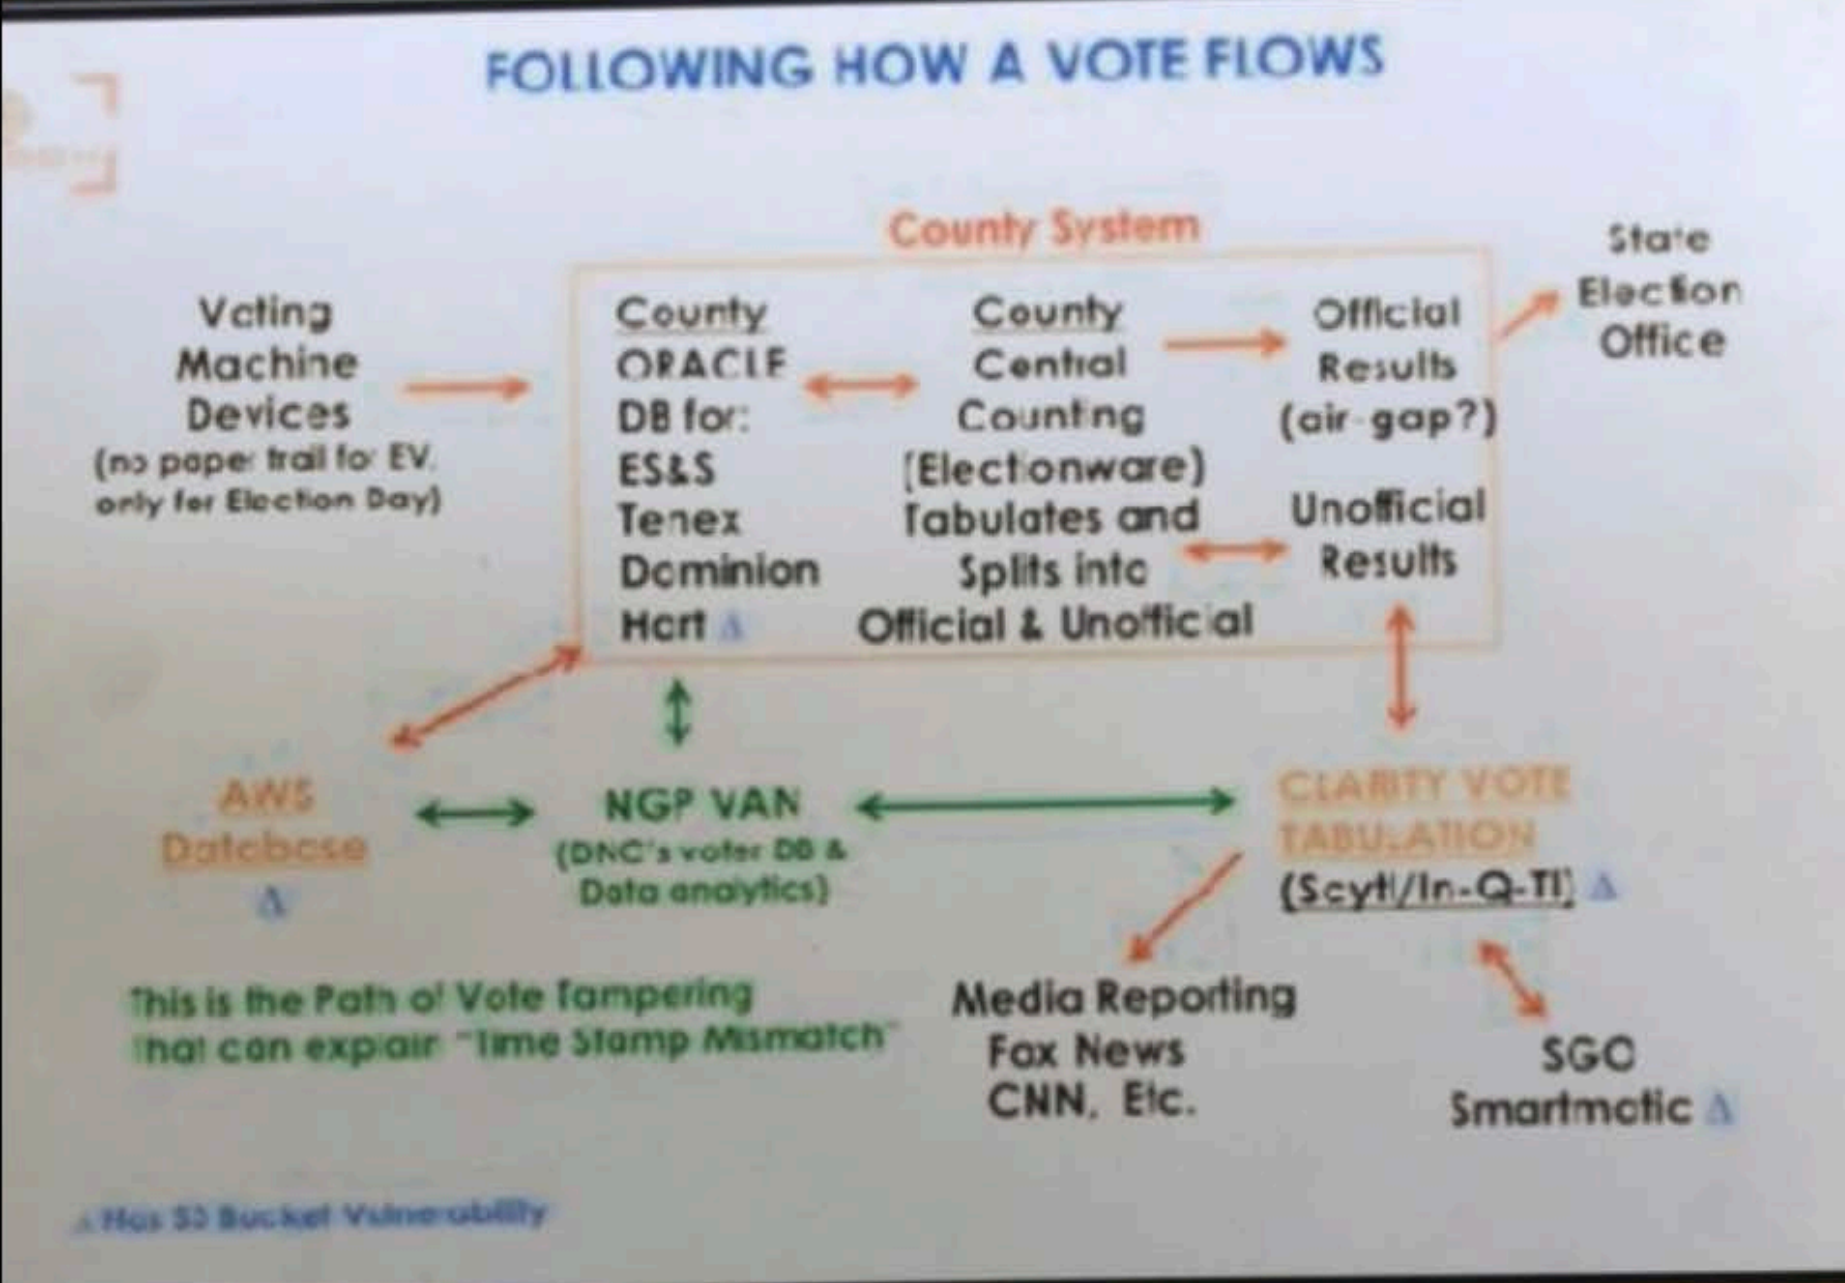 FOLLOWING HOW A VOTE FLOWS
County System
State
Election
Office
Voting
Machine
Devices
(no paper trail for EV,
only for Election Day)
County
ORACLE
DB for:
ES&S
Tenex
Dominion
Hart Δ
County
Central
Counting
(Electionware)
Tabulates and
Splits into
Official & Unofficial
Official
Results
(air-gap?)
Unofficial
Results
AWS
Database
Δ
NGP VAN
(DNC's voter DB &
Data analytics)
CLARITY VOTE
TABULATION
(Scytl/In-Q-Tl) Δ
This is the Path of Vote Tampering
that can explain "Time Stamp Mismatch"
Media Reporting
Fox News
CNN, Etc.
SGO
Smartmatic Δ
Δ Has S3 Bucket Vulnerability